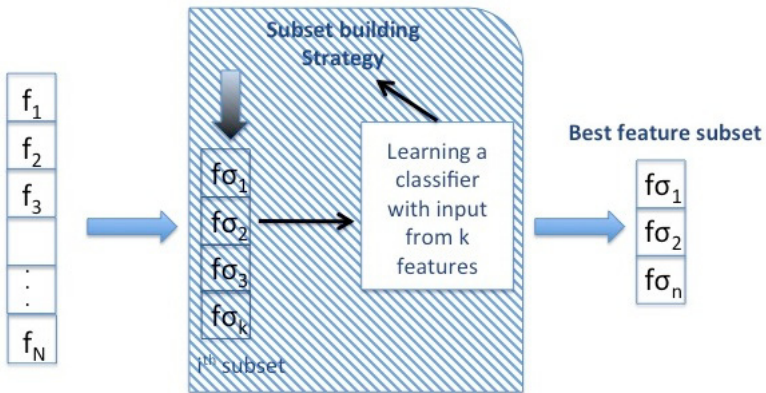 f1
f2
f3
.
.
.
fN
Subset building
Strategy
fσ1
fσ2
fσ3
fσk
ith subset
Learning a
classifier
with input
from k
features
Best feature subset
fσ1
fσ2
fσn